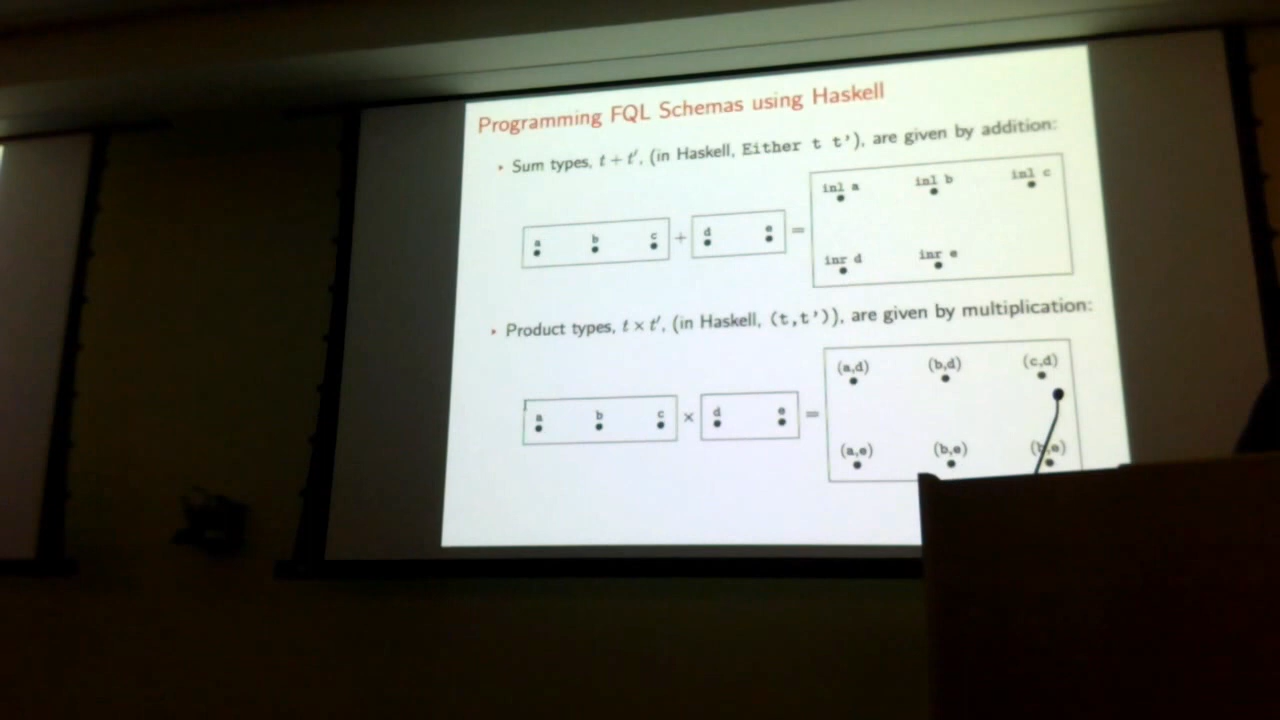 Programming FQL Schemas using Haskell
Sum types, t + t′, (in Haskell, Either t t'), are given by addition:
inl a inl b inl c
a b c + d e =
inr d inr e
Product types, t × t′, (in Haskell, (t,t')), are given by multiplication:
(a,d) (b,d) (c,d)
a b c × d e =
(a,e) (b,e)